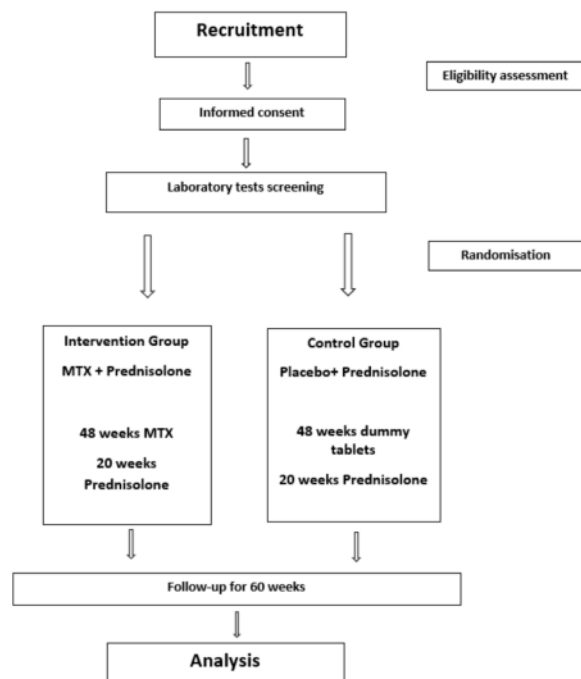 Recruitment
Eligibility assessment
Informed consent
Laboratory tests screening
Randomisation
Intervention Group
MTX + Prednisolone
48 weeks MTX
20 weeks
Prednisolone
Control Group
Placebo+ Prednisolone
48 weeks dummy
tablets
20 weeks Prednisolone
Follow-up for 60 weeks
Analysis